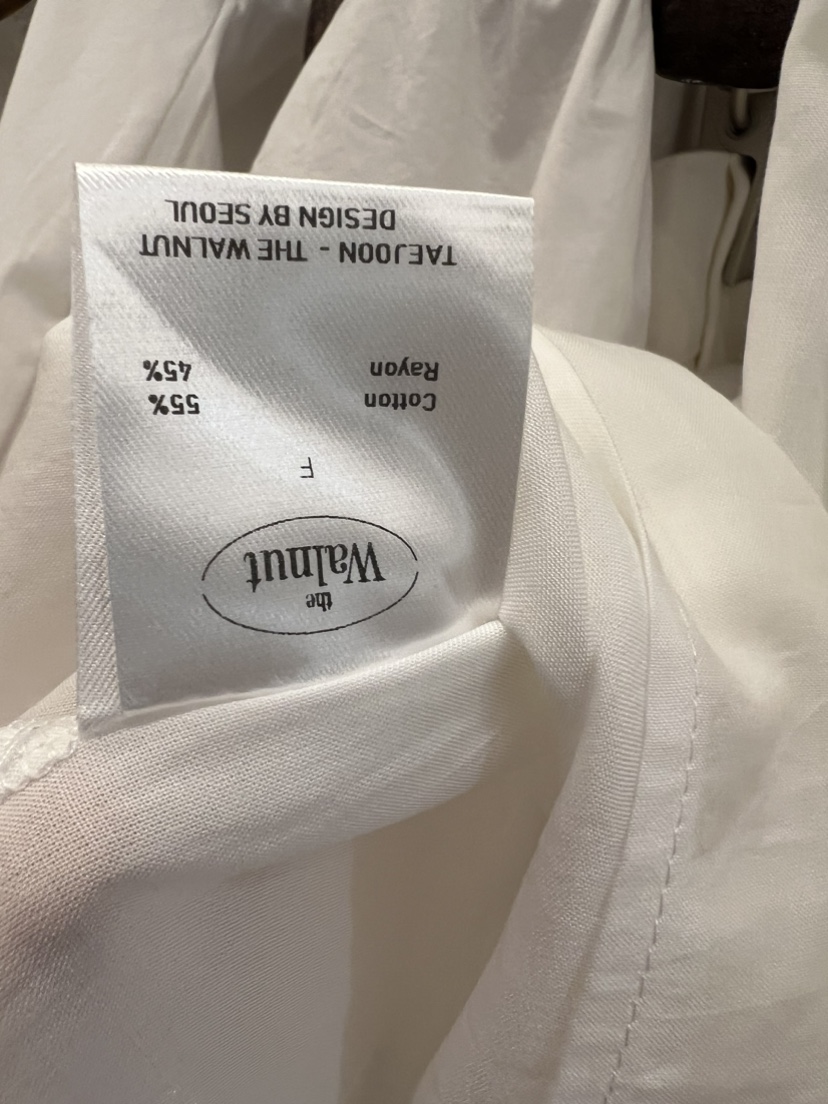 the
Walnut
F
Cotton 55%
Rayon 45%
TAEJOON - THE WALNUT
DESIGN BY SEOUL